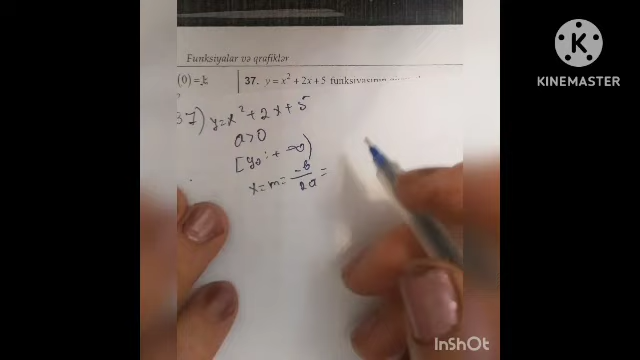 Funksiyalar və qrafiklər
(0) = k
37. y = x² + 2x + 5 funksiyasının
37) y = x² + 2x + 5
a > 0
[y₀; +∞)
x = m = -b/2a =
KINEMASTER
InShOt